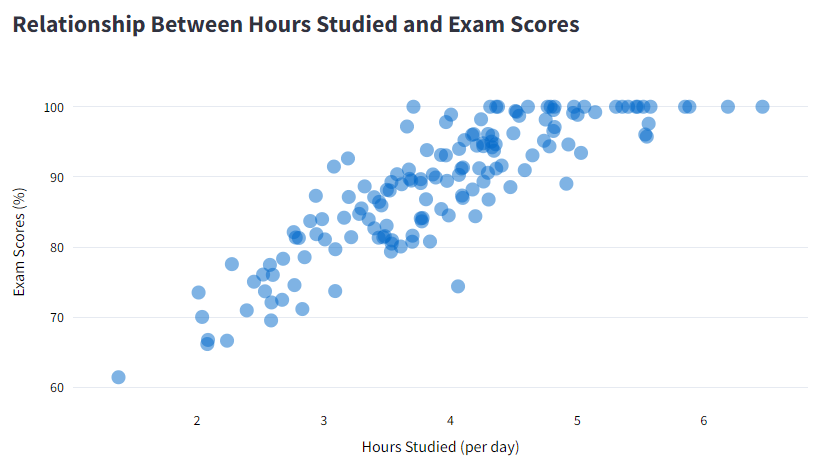 Relationship Between Hours Studied and Exam Scores
Exam Scores (%)
100
90
80
70
60
2 3 4 5 6
Hours Studied (per day)